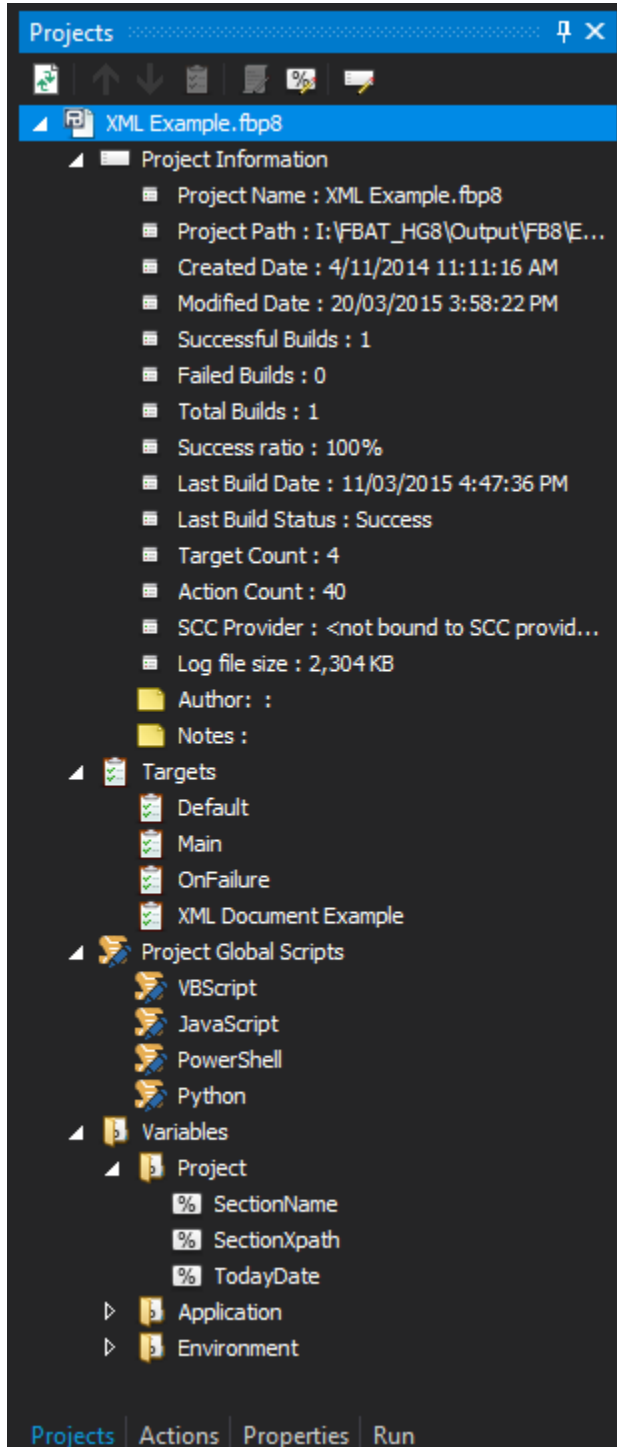 Projects
XML Example.fbp8
Project Information
Project Name : XML Example.fbp8
Project Path : I:\FBAT_HG8\Output\FB8\E...
Created Date : 4/11/2014 11:11:16 AM
Modified Date : 20/03/2015 3:58:22 PM
Successful Builds : 1
Failed Builds : 0
Total Builds : 1
Success ratio : 100%
Last Build Date : 11/03/2015 4:47:36 PM
Last Build Status : Success
Target Count : 4
Action Count : 40
SCC Provider : <not bound to SCC provid...
Log file size : 2,304 KB
Author: :
Notes :
Targets
Default
Main
OnFailure
XML Document Example
Project Global Scripts
VBScript
JavaScript
PowerShell
Python
Variables
Project
% SectionName
% SectionXpath
% TodayDate
Application
Environment
Projects Actions Properties Run